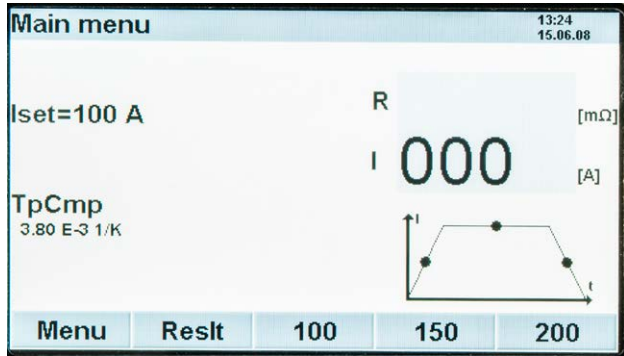 Main menu
13:24
15.06.08
Iset=100 A
R
[mΩ]
I 000 [A]
TpCmp
3.80 E-3 1/K
I
t
Menu Reslt 100 150 200